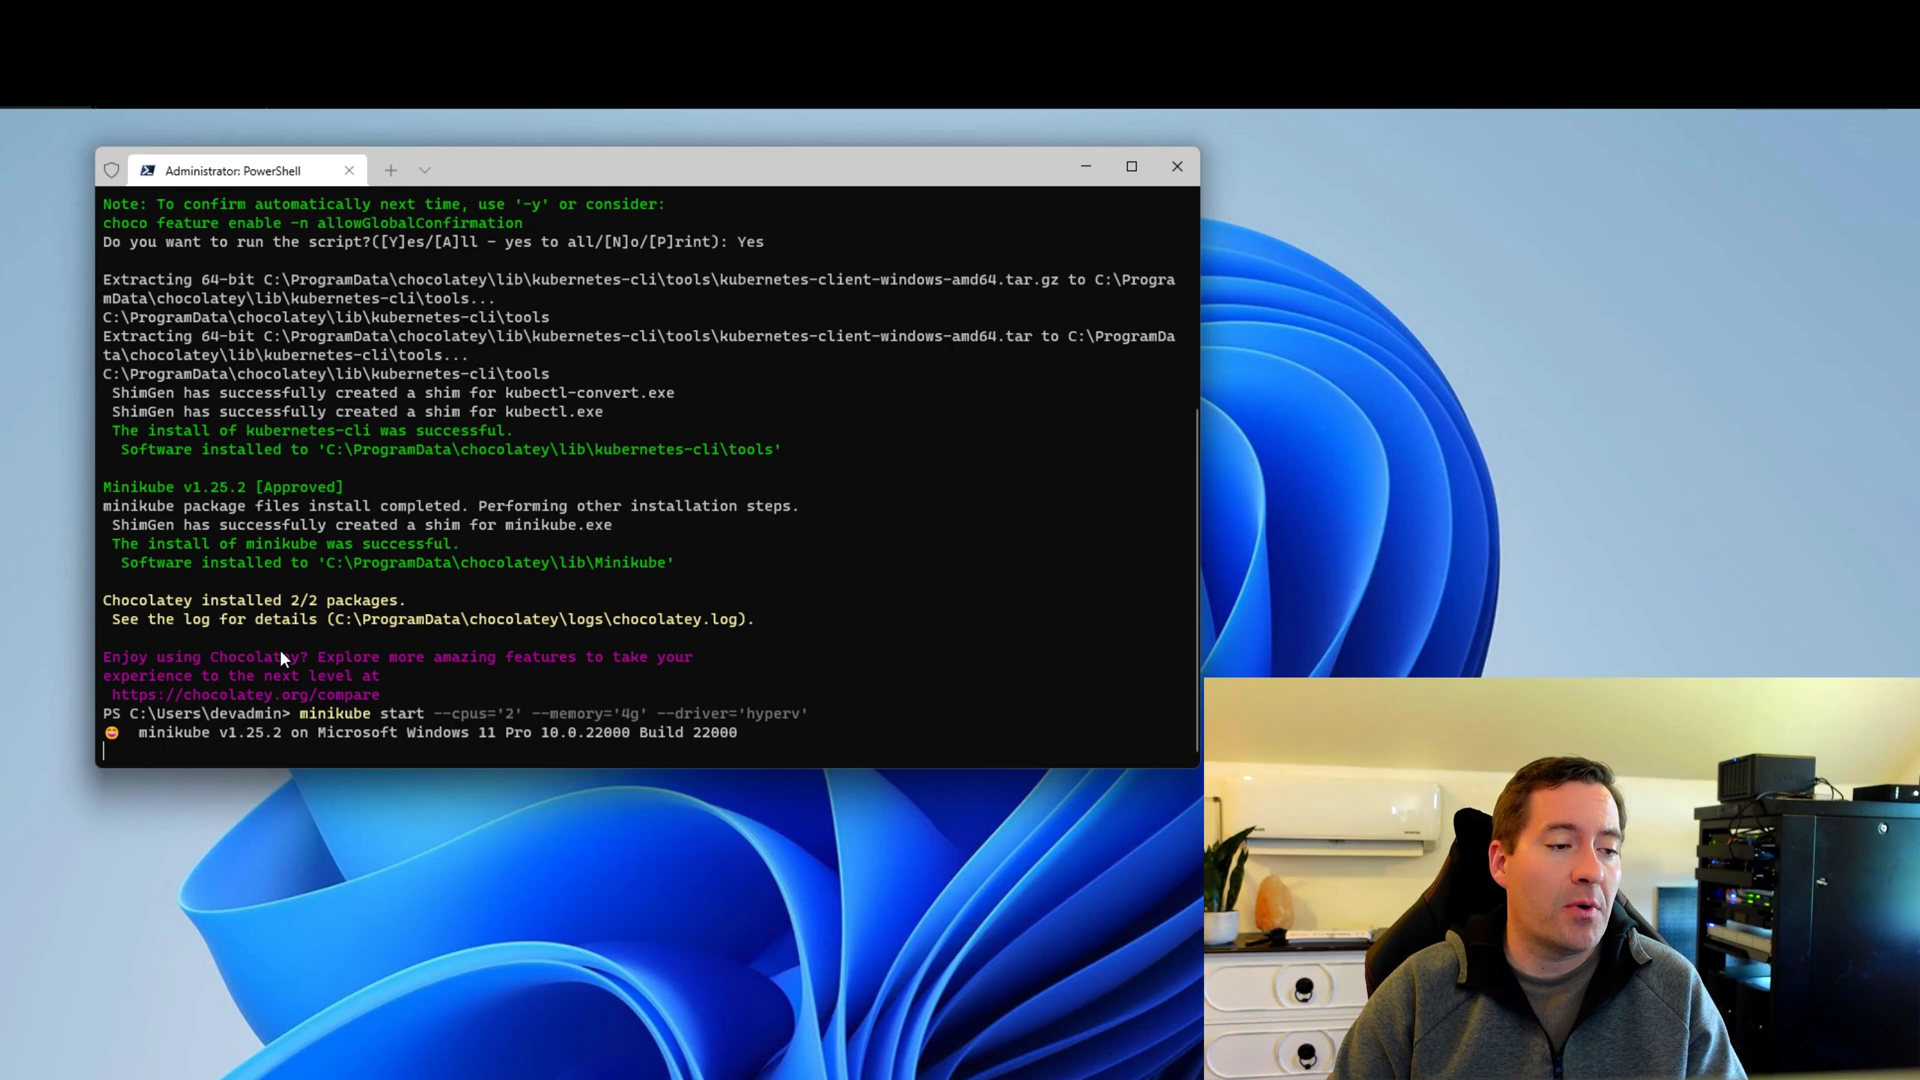 Administrator: PowerShell
Note: To confirm automatically next time, use '-y' or consider:
choco feature enable -n allowGlobalConfirmation
Do you want to run the script?([Y]es/[A]ll - yes to all/[N]o/[P]rint): Yes
Extracting 64-bit C:\ProgramData\chocolatey\lib\kubernetes-cli\tools\kubernetes-client-windows-amd64.tar.gz to C:\Progra
mData\chocolatey\lib\kubernetes-cli\tools...
C:\ProgramData\chocolatey\lib\kubernetes-cli\tools
Extracting 64-bit C:\ProgramData\chocolatey\lib\kubernetes-cli\tools\kubernetes-client-windows-amd64.tar to C:\ProgramDa
ta\chocolatey\lib\kubernetes-cli\tools...
C:\ProgramData\chocolatey\lib\kubernetes-cli\tools
ShimGen has successfully created a shim for kubectl-convert.exe
ShimGen has successfully created a shim for kubectl.exe
The install of kubernetes-cli was successful.
Software installed to 'C:\ProgramData\chocolatey\lib\kubernetes-cli\tools'
Minikube v1.25.2 [Approved]
minikube package files install completed. Performing other installation steps.
ShimGen has successfully created a shim for minikube.exe
The install of minikube was successful.
Software installed to 'C:\ProgramData\chocolatey\lib\Minikube'
Chocolatey installed 2/2 packages.
See the log for details (C:\ProgramData\chocolatey\logs\chocolatey.log).
Enjoy using Chocolatey? Explore more amazing features to take your
experience to the next level at
https://chocolatey.org/compare
PS C:\Users\devadmin> minikube start --cpus='2' --memory='4g' --driver='hyperv'
😄 minikube v1.25.2 on Microsoft Windows 11 Pro 10.0.22000 Build 22000